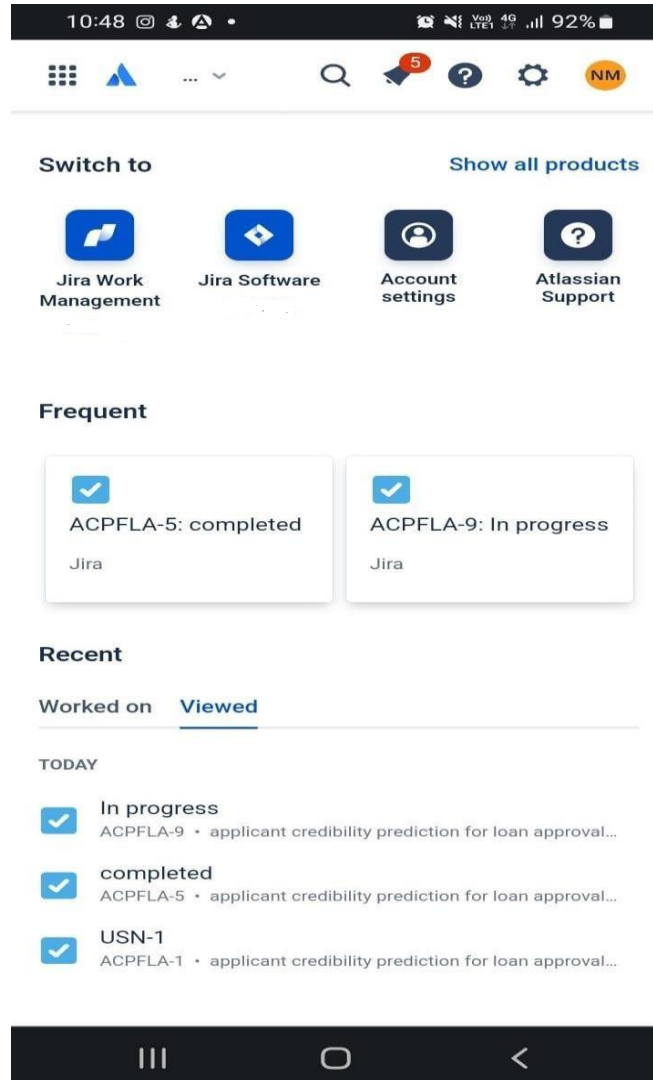 10:48
Vo)) 4G
LTE1 92%
... 5 ? NM
Switch to Show all products
Jira Work Jira Software Account Atlassian
Management settings Support
Frequent
ACPFLA-5: completed ACPFLA-9: In progress
Jira Jira
Recent
Worked on Viewed
TODAY
In progress
ACPFLA-9 • applicant credibility prediction for loan approval...
completed
ACPFLA-5 • applicant credibility prediction for loan approval...
USN-1
ACPFLA-1 • applicant credibility prediction for loan approval...